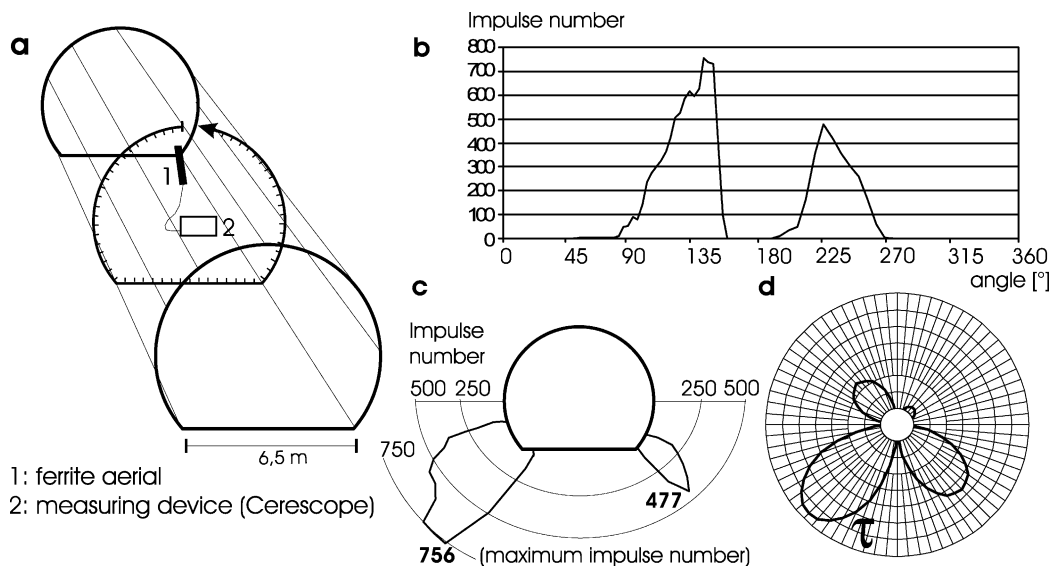 a
1
2
6,5 m
1: ferrite aerial
2: measuring device (Cerescope)
b
Impulse number
800
700
600
500
400
300
200
100
0
0 45 90 135 180 225 270 315 360
angle [°]
c
Impulse
number
500 250 250 500
750
477
756 (maximum impulse number)
d
τ